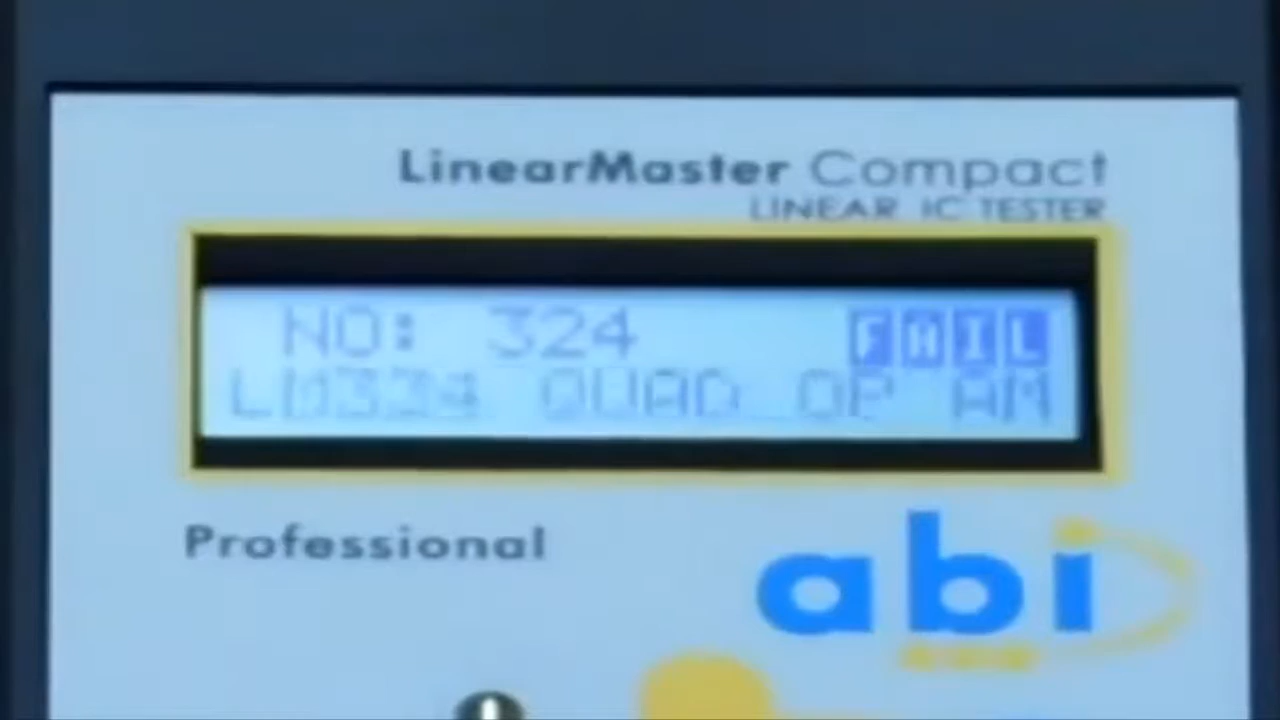 LinearMaster Compact
LINEAR IC TESTER
NO: 324 FAIL
LM324 QUAD OP AM
Professional
abi